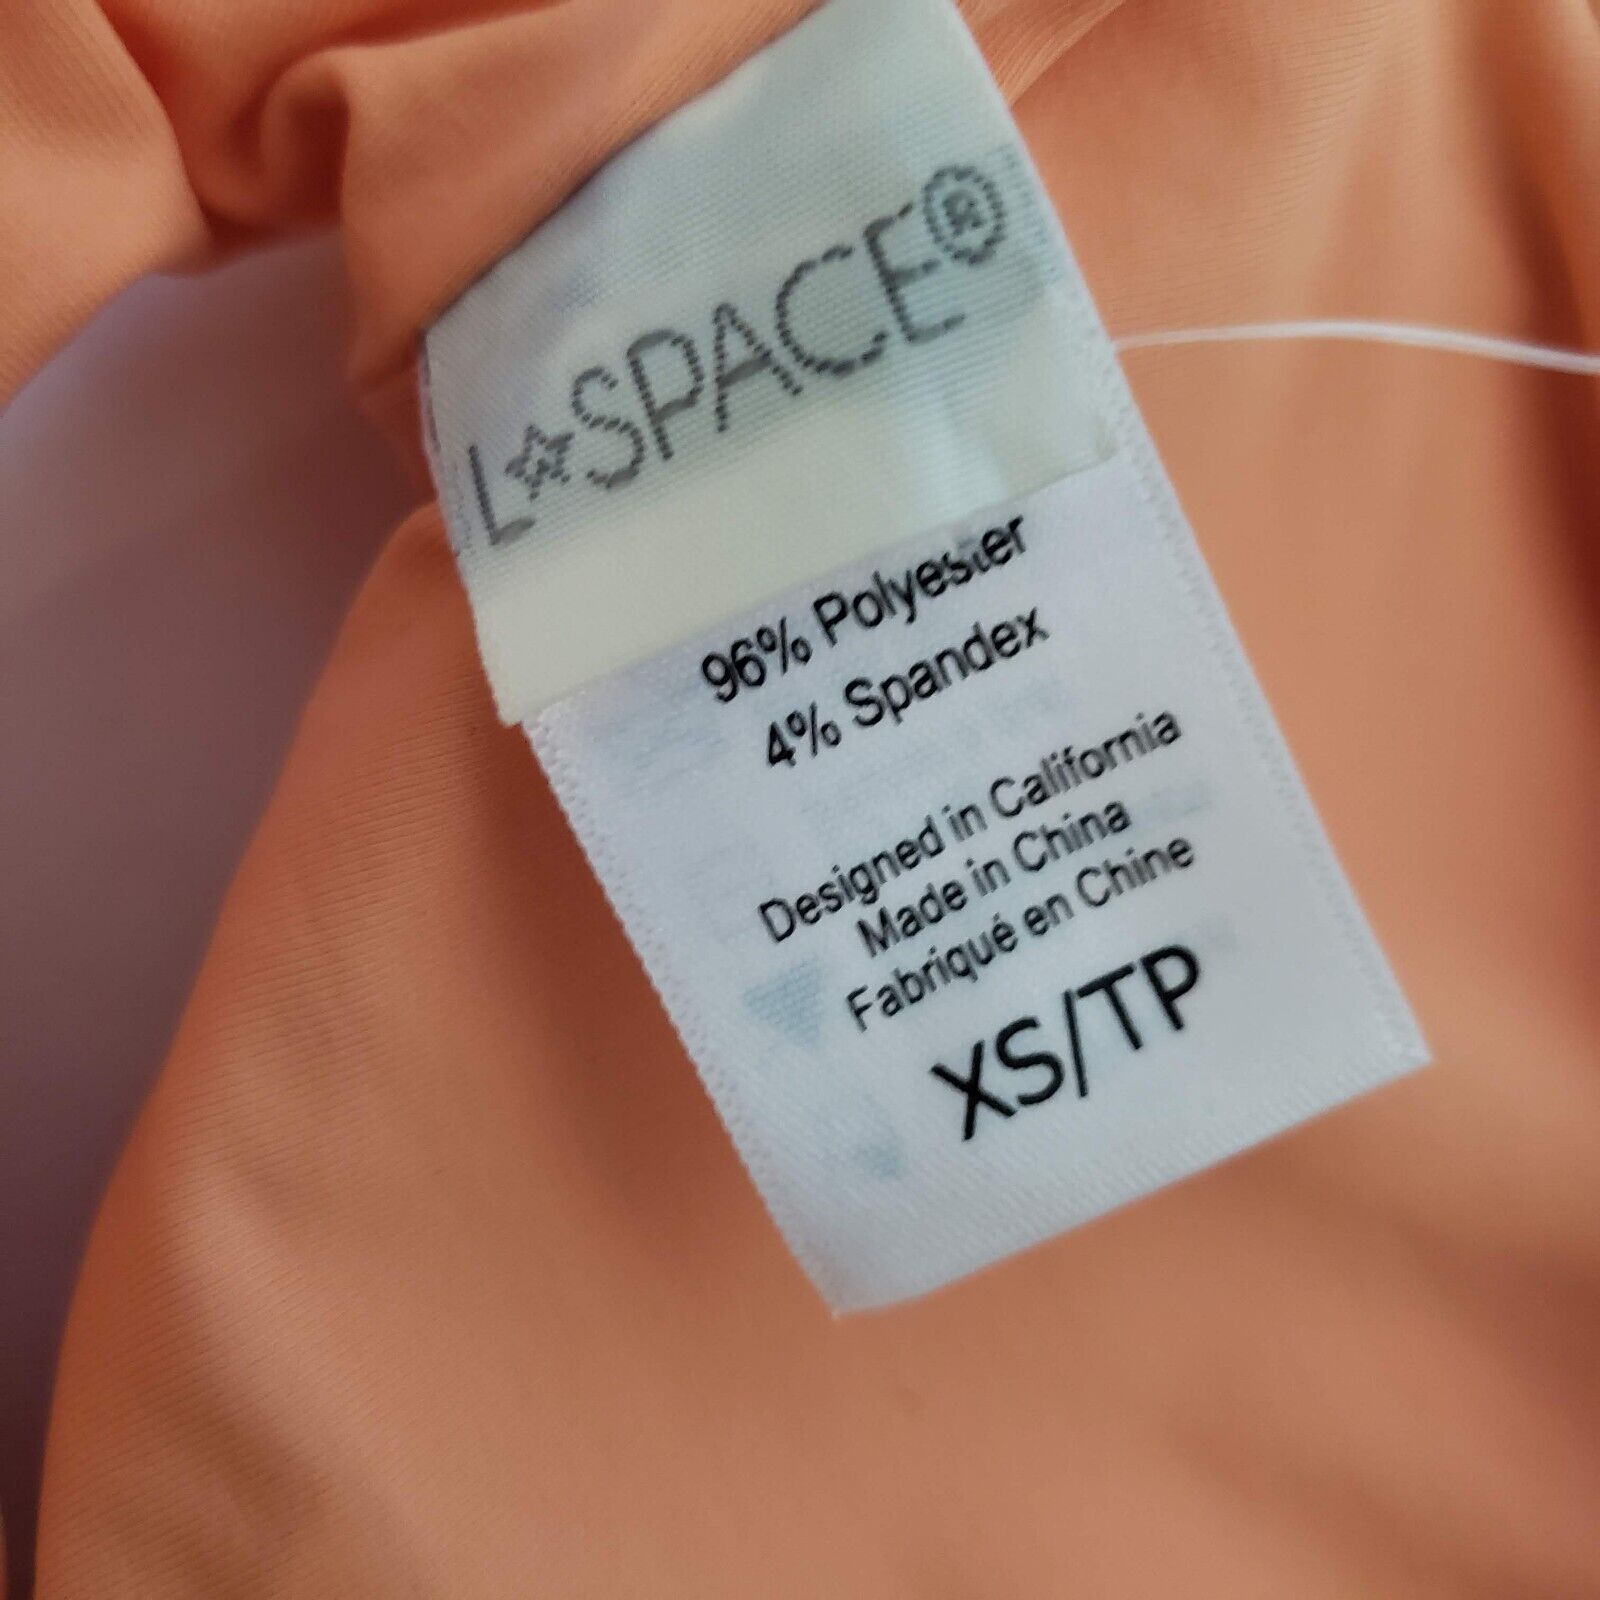 L☆SPACE®
96% Polyester
4% Spandex
Designed in California
Made in China
Fabriqué en Chine
XS/TP